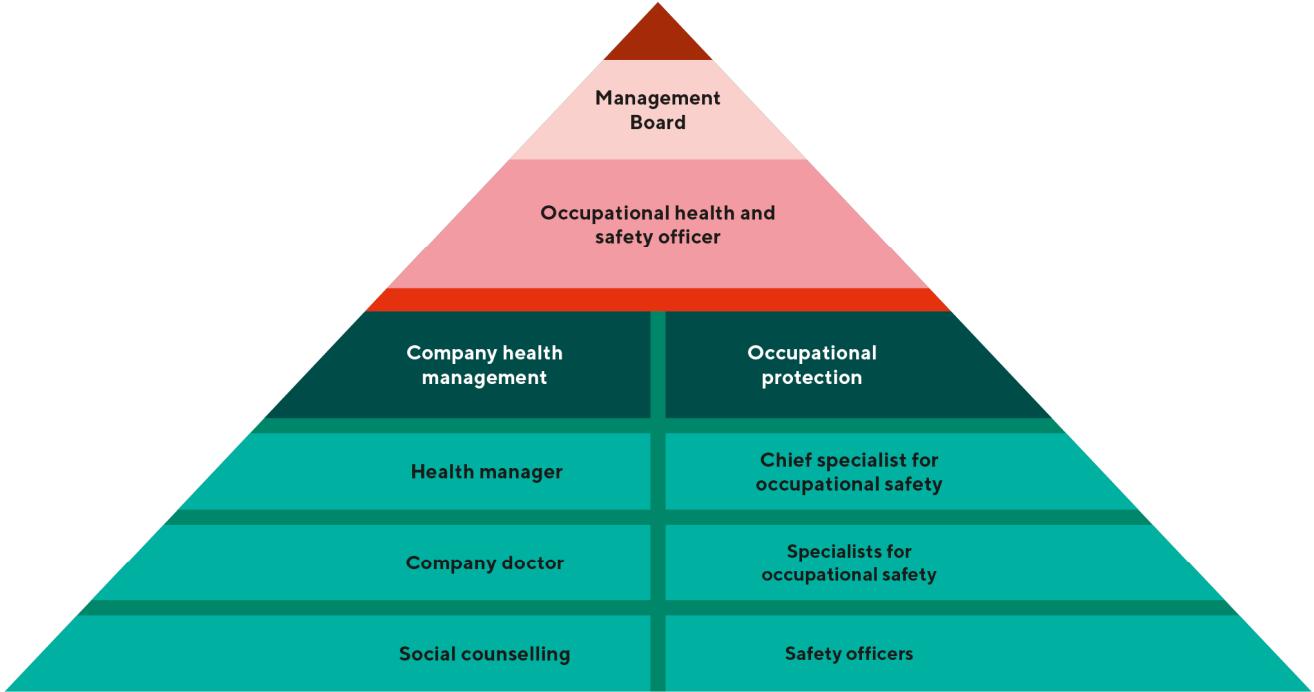 Management
Board
Occupational health and
safety officer
Company health
management
Occupational
protection
Health manager
Chief specialist for
occupational safety
Company doctor
Specialists for
occupational safety
Social counselling
Safety officers